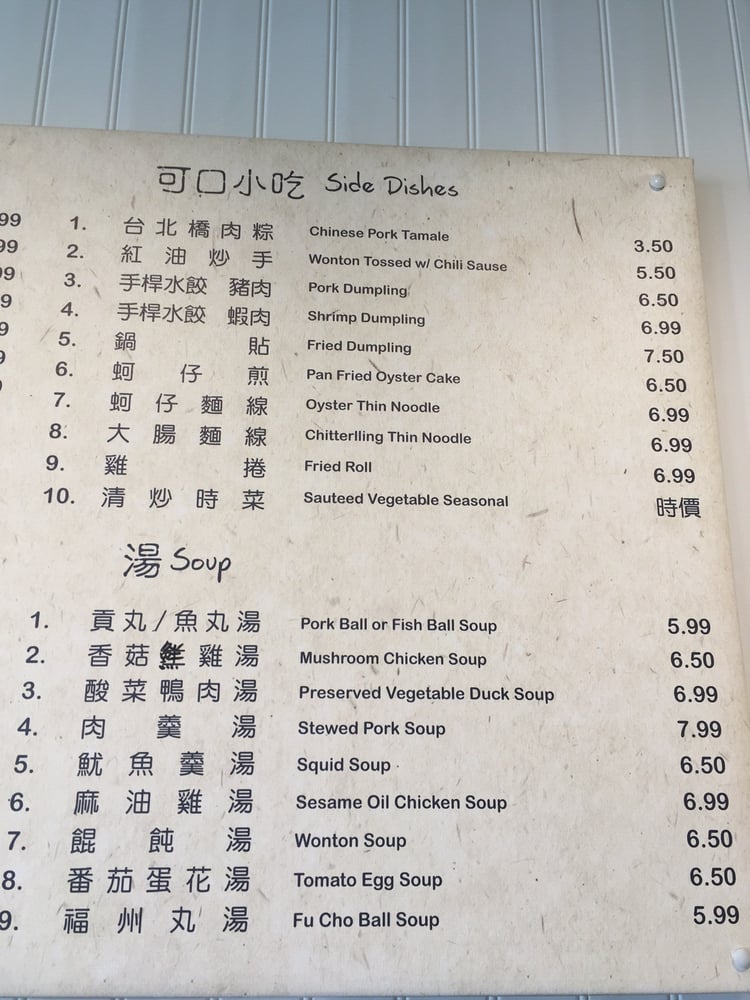 可口小吃 Side Dishes
1. 台北橋肉粽 Chinese Pork Tamale 3.50
2. 紅油炒手 Wonton Tossed w/ Chili Sause 5.50
3. 手桿水餃 豬肉 Pork Dumpling 6.50
4. 手桿水餃 蝦肉 Shrimp Dumpling 6.99
5. 鍋貼 Fried Dumpling 7.50
6. 蚵仔煎 Pan Fried Oyster Cake 6.50
7. 蚵仔麵線 Oyster Thin Noodle 6.99
8. 大腸麵線 Chitterlling Thin Noodle 6.99
9. 雞捲 Fried Roll 6.99
10. 清炒時菜 Sauteed Vegetable Seasonal 時價
湯 Soup
1. 貢丸/魚丸湯 Pork Ball or Fish Ball Soup 5.99
2. 香菇鮮雞湯 Mushroom Chicken Soup 6.50
3. 酸菜鴨肉湯 Preserved Vegetable Duck Soup 6.99
4. 肉羹湯 Stewed Pork Soup 7.99
5. 魷魚羹湯 Squid Soup 6.50
6. 麻油雞湯 Sesame Oil Chicken Soup 6.99
7. 餛飩湯 Wonton Soup 6.50
8. 番茄蛋花湯 Tomato Egg Soup 6.50
9. 福州丸湯 Fu Cho Ball Soup 5.99